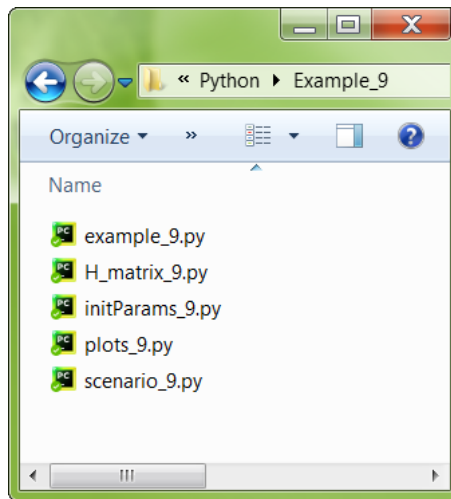 « Python Example_9
Organize »
Name
example_9.py
H_matrix_9.py
initParams_9.py
plots_9.py
scenario_9.py